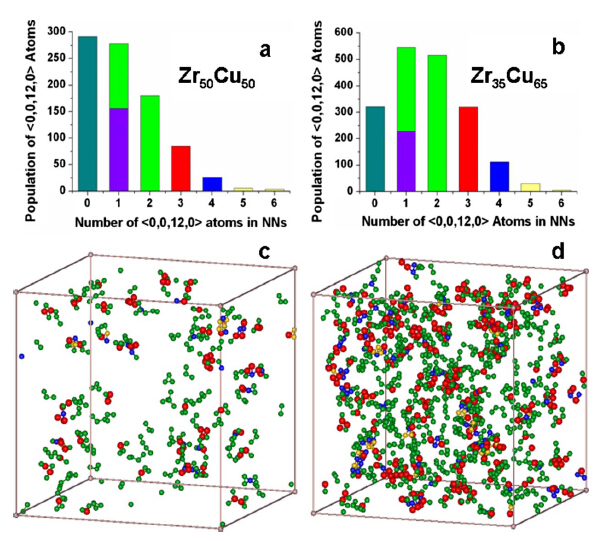 a
Zr50Cu50
Population of <0,0,12,0> Atoms
300
250
200
150
100
50
0
0 1 2 3 4 5 6
Number of <0,0,12,0> atoms in NNs
b
Zr35Cu65
Population of <0,0,12,0> Atoms
600
500
400
300
200
100
0
0 1 2 3 4 5 6
Number of <0,0,12,0> Atoms in NNs
c
d